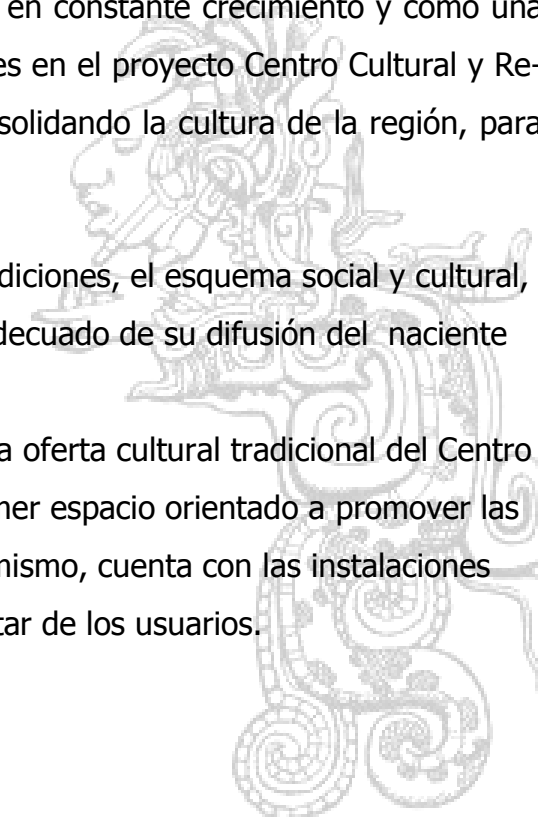 en constante crecimiento y como una
es en el proyecto Centro Cultural y Re-
solidando la cultura de la región, para
diciones, el esquema social y cultural,
decuado de su difusión del naciente
a oferta cultural tradicional del Centro
ner espacio orientado a promover las
mismo, cuenta con las instalaciones
tar de los usuarios.